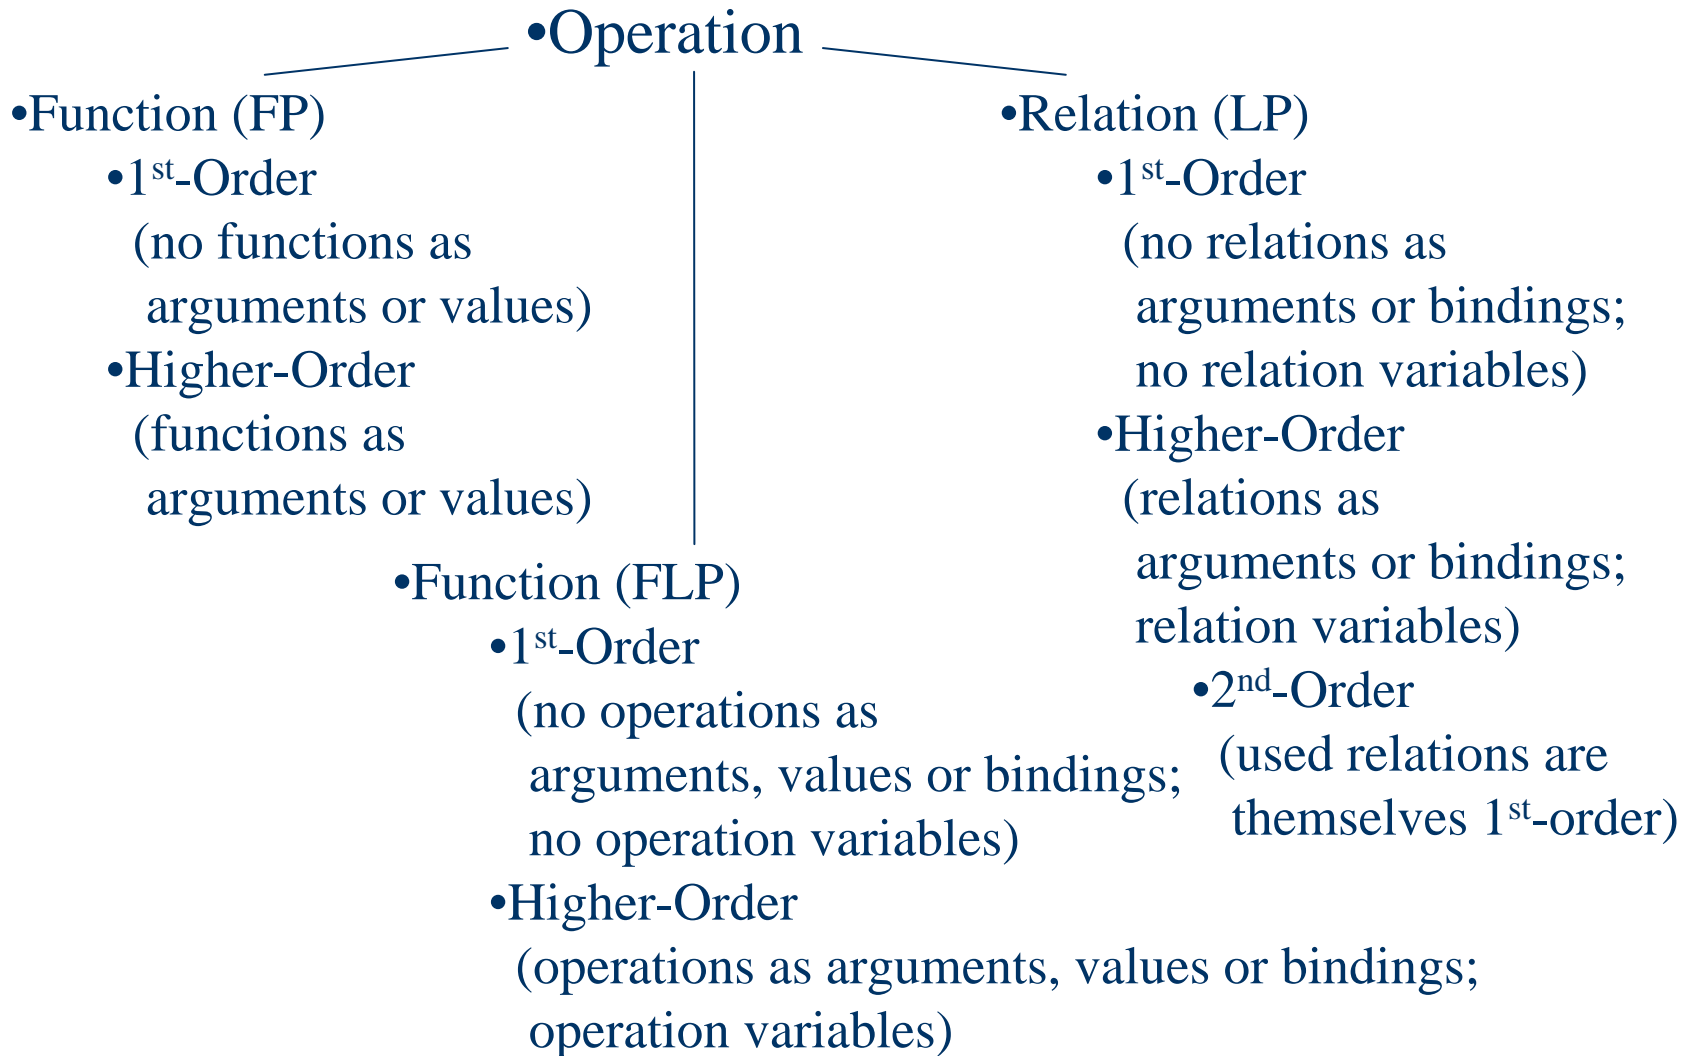 •Operation
•Function (FP)
•1st-Order
(no functions as
arguments or values)
•Higher-Order
(functions as
arguments or values)
•Relation (LP)
•1st-Order
(no relations as
arguments or bindings;
no relation variables)
•Higher-Order
(relations as
arguments or bindings;
relation variables)
•2nd-Order
(used relations are
themselves 1st-order)
•Function (FLP)
•1st-Order
(no operations as
arguments, values or bindings;
no operation variables)
•Higher-Order
(operations as arguments, values or bindings;
operation variables)